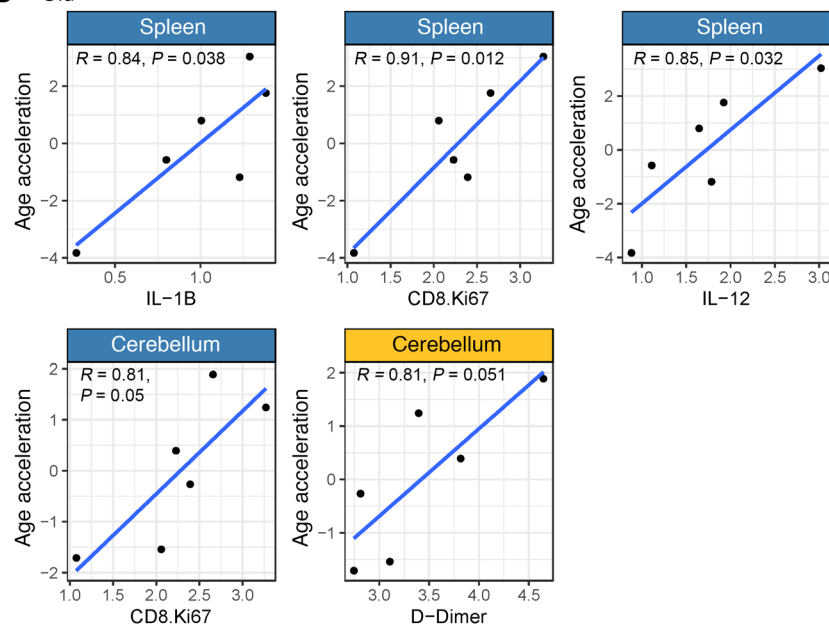 Spleen
R = 0.84, P = 0.038
Age acceleration
2
0
−2
−4
0.5
1.0
IL−1B
Spleen
R = 0.91, P = 0.012
Age acceleration
2
0
−2
−4
1.0
1.5
2.0
2.5
3.0
CD8.Ki67
Spleen
R = 0.85, P = 0.032
Age acceleration
2
0
−2
−4
1.0
1.5
2.0
2.5
3.0
IL−12
Cerebellum
R = 0.81,
P = 0.05
Age acceleration
2
1
0
−1
−2
1.0
1.5
2.0
2.5
3.0
CD8.Ki67
Cerebellum
R = 0.81, P = 0.051
Age acceleration
2
1
0
−1
3.0
3.5
4.0
4.5
D−Dimer